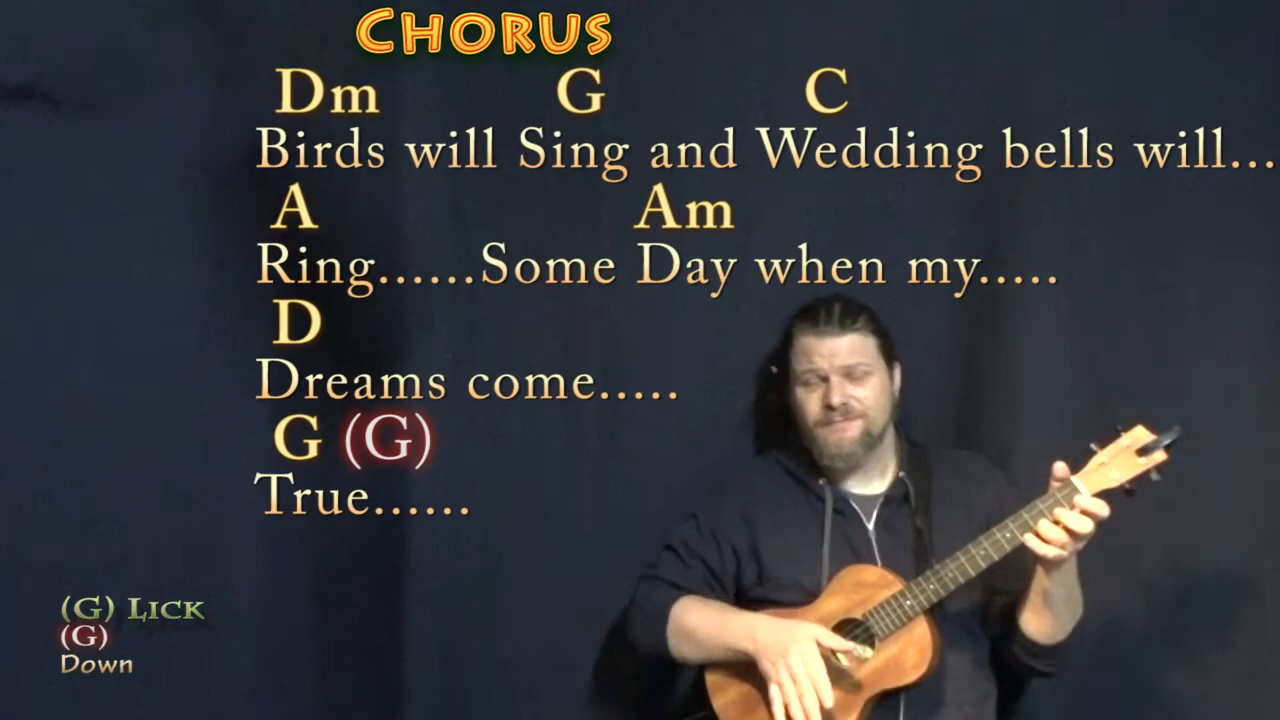 CHORUS
Dm G C
Birds will Sing and Wedding bells will...
A Am
Ring......Some Day when my.....
D
Dreams come.....
G (G)
True......
(G) LICK
(G)
Down